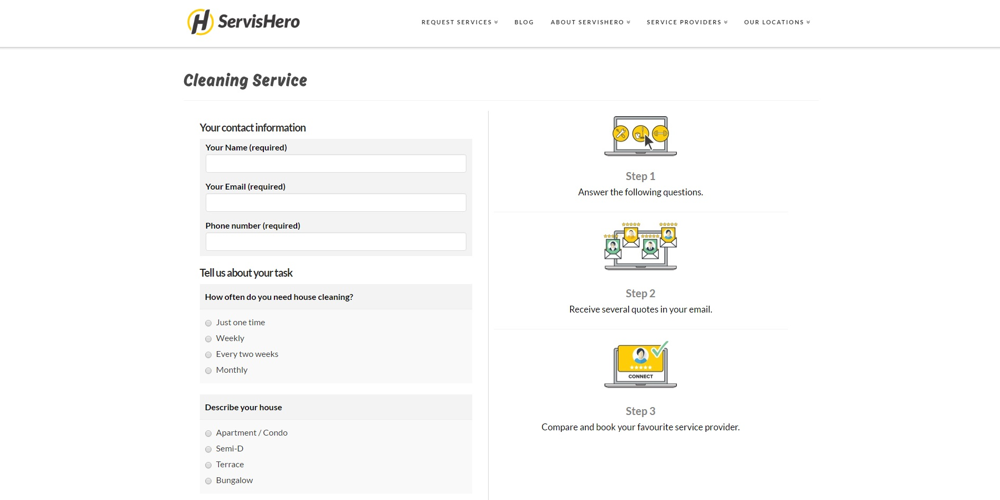 H ServisHero
REQUEST SERVICES
BLOG
ABOUT SERVISHERO
SERVICE PROVIDERS
OUR LOCATIONS
Cleaning Service
Your contact information
Your Name (required)
Your Email (required)
Phone number (required)
Tell us about your task
How often do you need house cleaning?
Just one time
Weekly
Every two weeks
Monthly
Describe your house
Apartment / Condo
Semi-D
Terrace
Bungalow
Step 1
Answer the following questions.
Step 2
Receive several quotes in your email.
CONNECT
Step 3
Compare and book your favourite service provider.